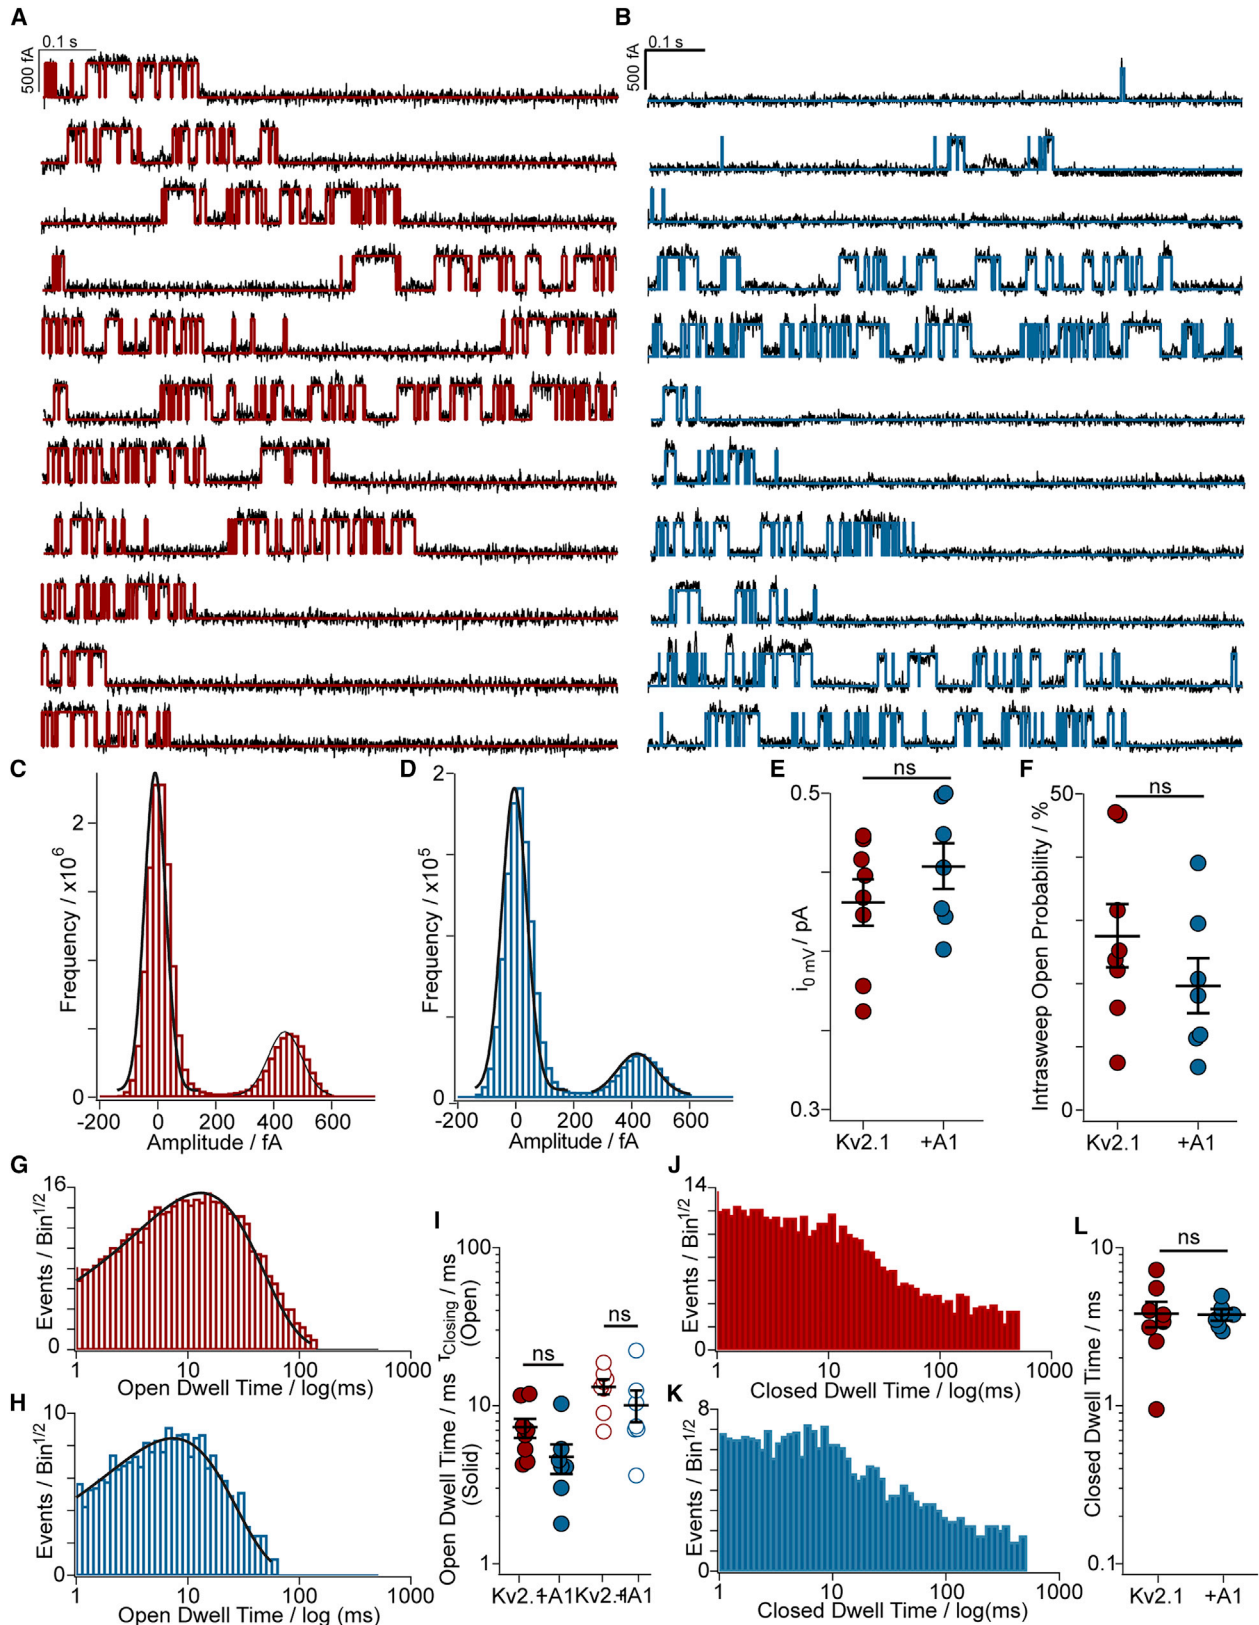 A
0.1 s
500 fA
B
0.1 s
500 fA
C
Frequency / x10⁶
2
0
-200 0 200 400 600
Amplitude / fA
D
Frequency / x10⁵
2
0
-200 0 200 400 600
Amplitude / fA
E
ns
i₀ ₘV / pA
0.5
0.3
Kv2.1 +A1
F
ns
Intrasweep Open Probability / %
50
0
Kv2.1 +A1
G
Events / Bin^1/2
16
0
1 10 100 1000
Open Dwell Time / log(ms)
H
Events / Bin^1/2
10
0
1 10 100 1000
Open Dwell Time / log (ms)
I
Open Dwell Time / ms τClosing / ms
(Solid) (Open)
100
10
1
ns
ns
Kv2.1+A1 Kv2.1+A1
J
Events / Bin^1/2
14
0
1 10 100 1000
Closed Dwell Time / log(ms)
K
Events / Bin^1/2
8
0
1 10 100 1000
Closed Dwell Time / log(ms)
L
ns
Closed Dwell Time / ms
10
1
0.1
Kv2.1 +A1